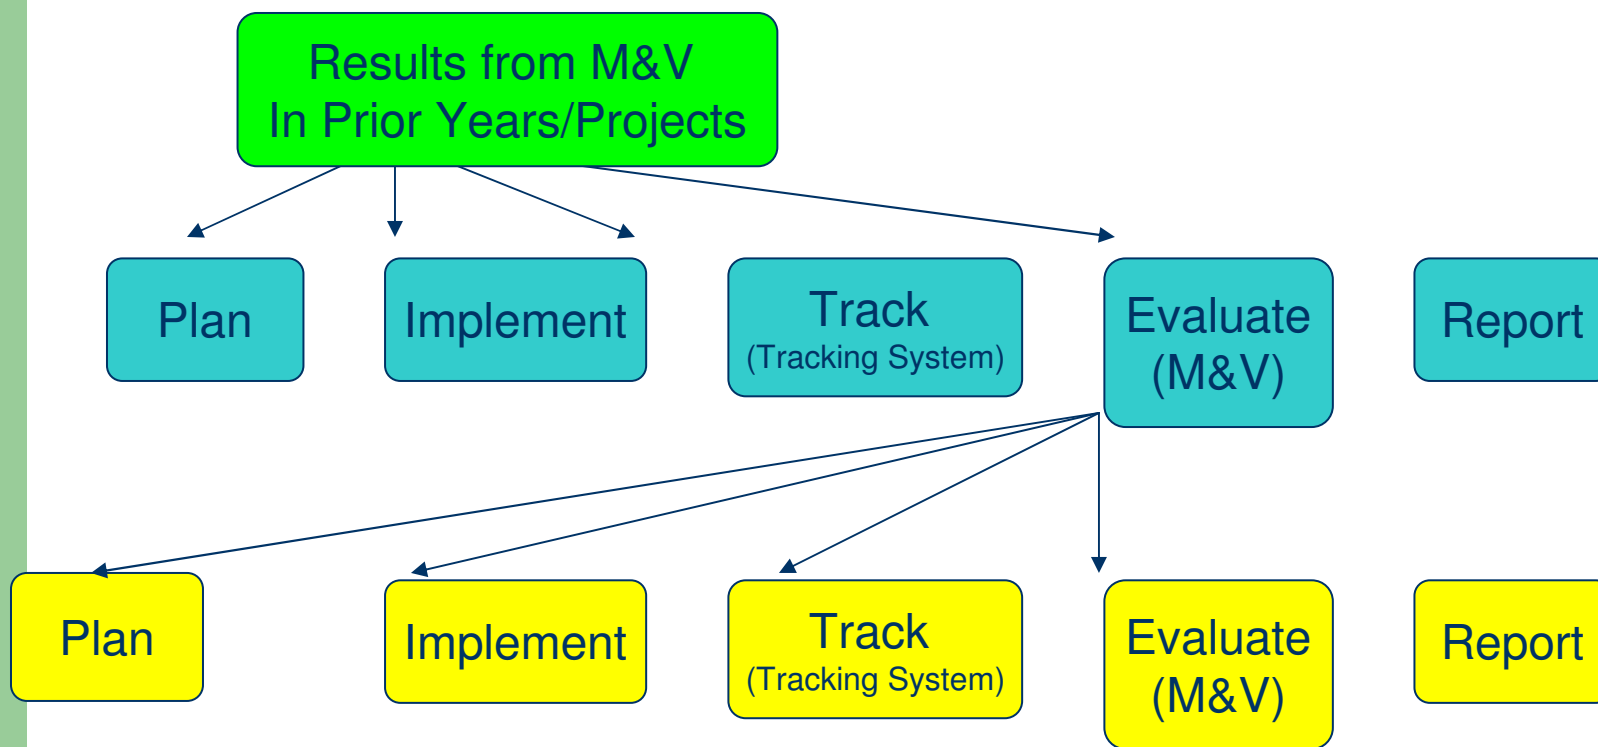 Results from M&V
In Prior Years/Projects
Plan
Implement
Track
(Tracking System)
Evaluate
(M&V)
Report
Plan
Implement
Track
(Tracking System)
Evaluate
(M&V)
Report